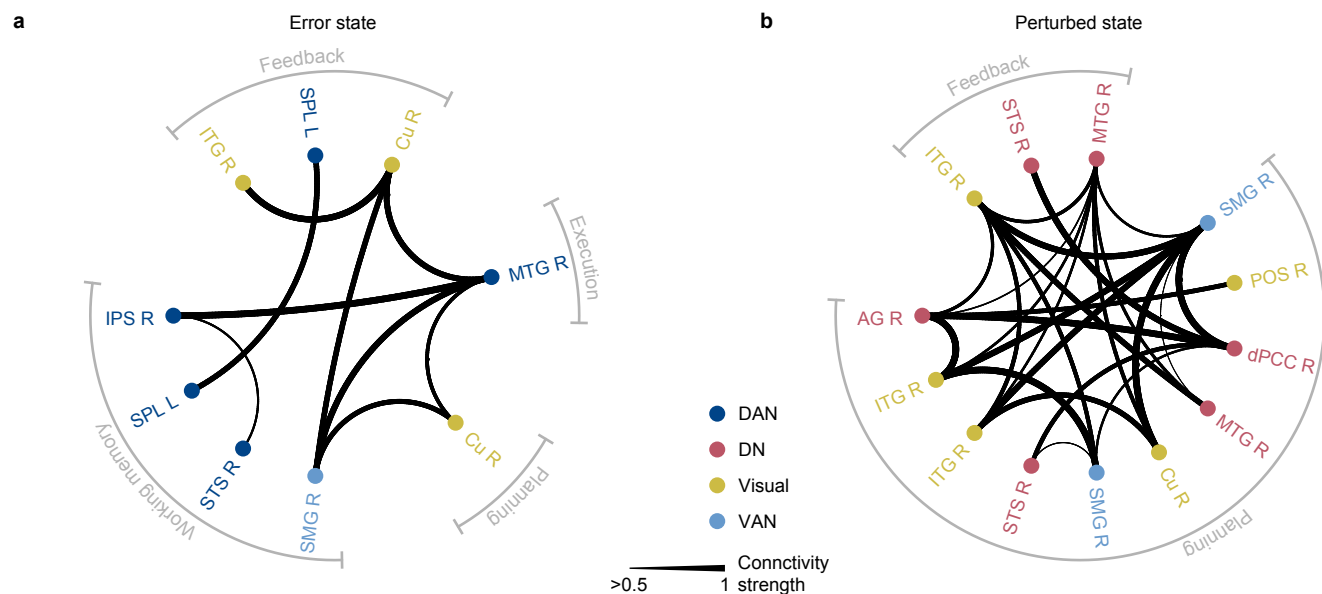 a
Error state
Feedback
ITG R
SPL L
Cu R
Execution
MTG R
IPS R
SPL L
STS R
SMG R
Working memory
Cu R
Planning
DAN
DN
Visual
VAN
>0.5
1
Connctivity
strength
b
Perturbed state
Feedback
ITG R
STS R
MTG R
SMG R
POS R
dPCC R
MTG R
Cu R
SMG R
STS R
ITG R
ITG R
AG R
Planning